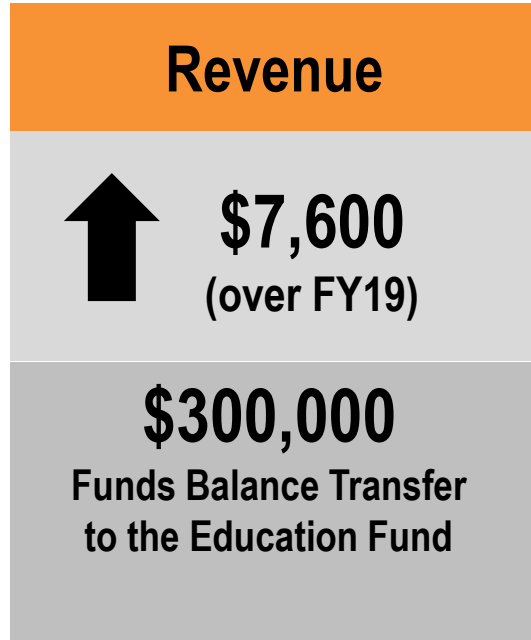 Revenue
$7,600
(over FY19)
$300,000
Funds Balance Transfer
to the Education Fund